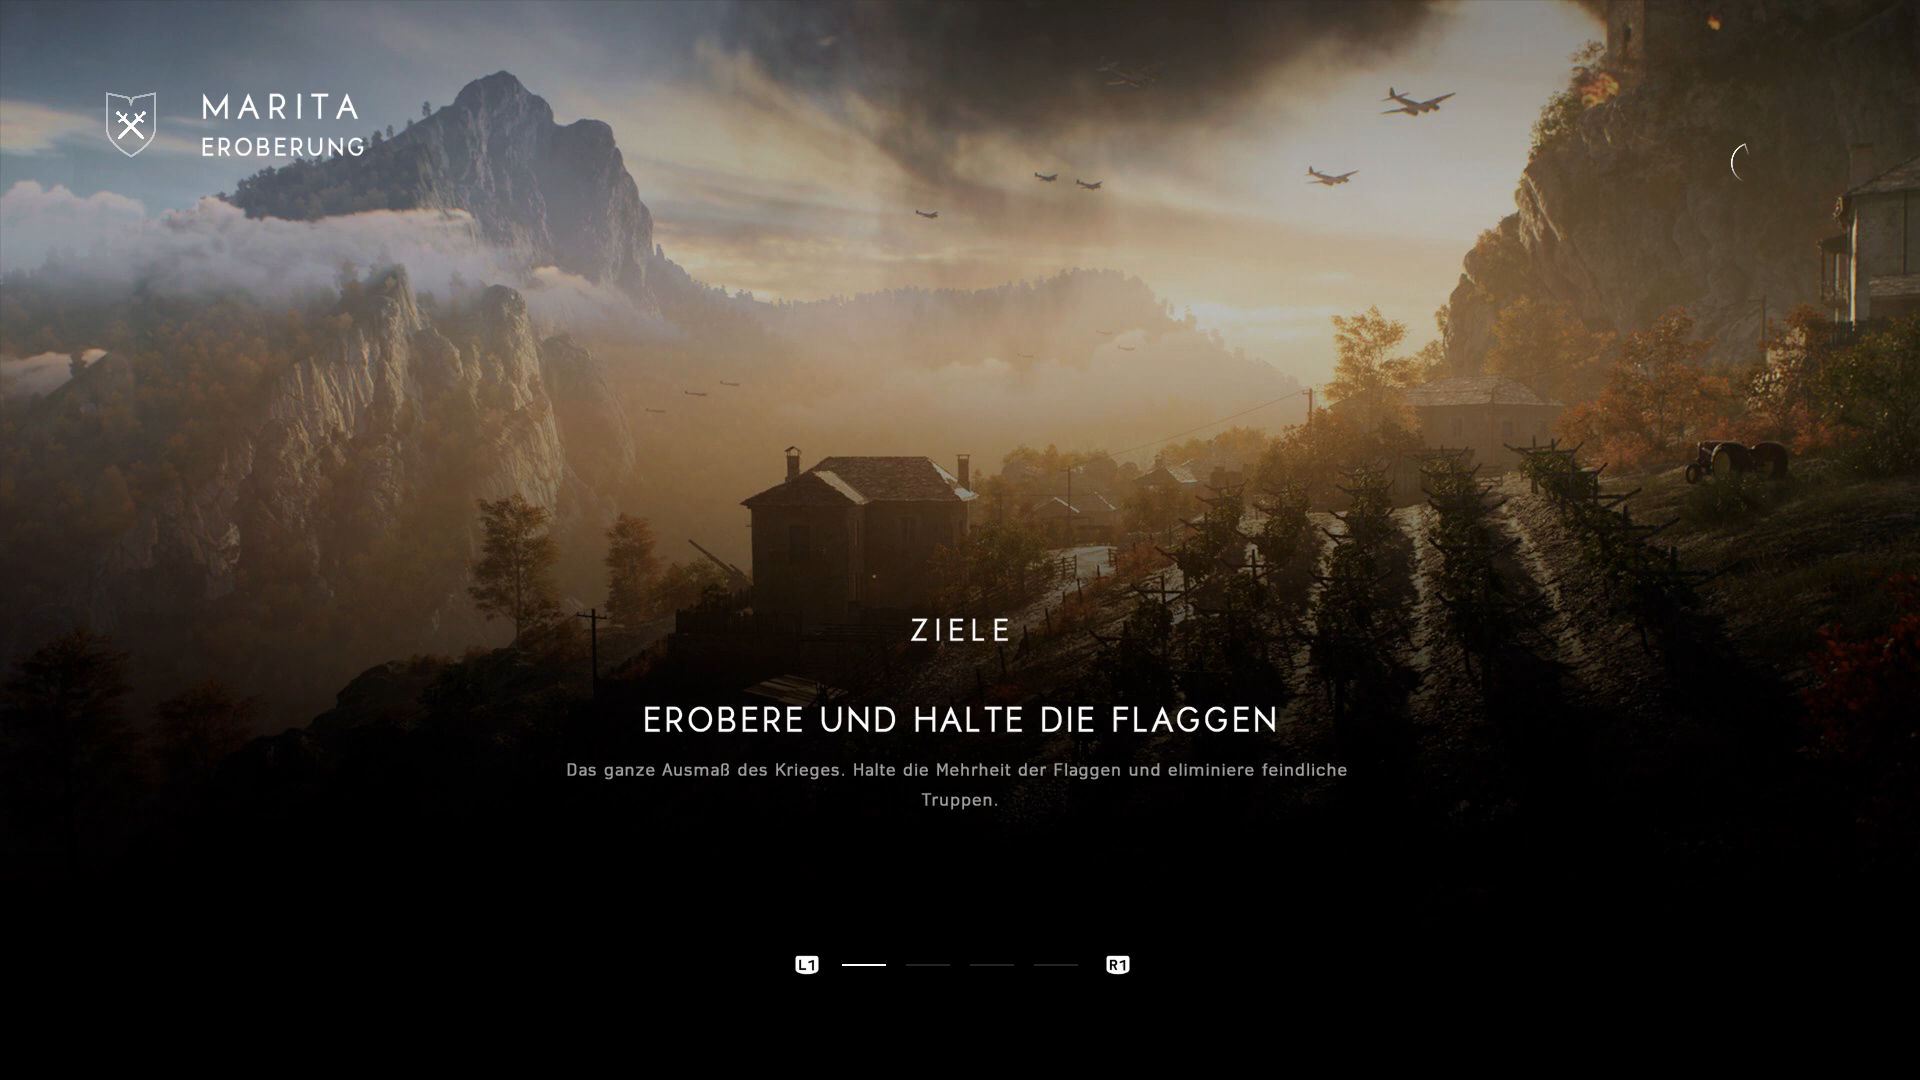 MARITA
EROBERUNG
ZIELE
EROBERE UND HALTE DIE FLAGGEN
Das ganze Ausmaß des Krieges. Halte die Mehrheit der Flaggen und eliminiere feindliche
Truppen.
L1 R1